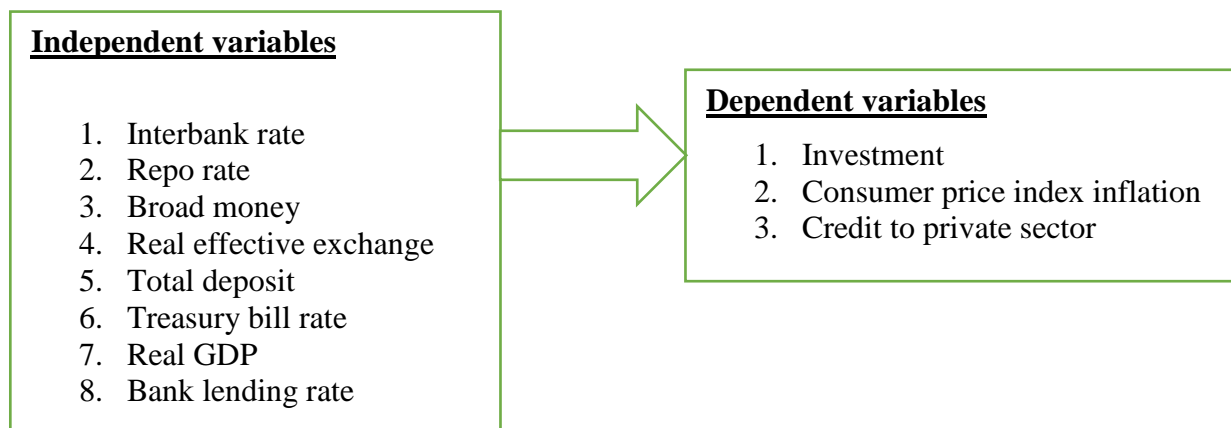 Independent variables
1. Interbank rate
2. Repo rate
3. Broad money
4. Real effective exchange
5. Total deposit
6. Treasury bill rate
7. Real GDP
8. Bank lending rate
Dependent variables
1. Investment
2. Consumer price index inflation
3. Credit to private sector